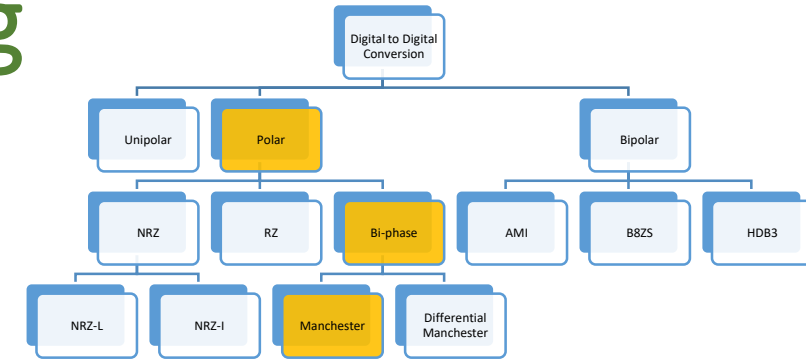 g
Digital to Digital
Conversion
Unipolar
Polar
Bipolar
NRZ
RZ
Bi-phase
AMI
B8ZS
HDB3
NRZ-L
NRZ-I
Manchester
Differential
Manchester